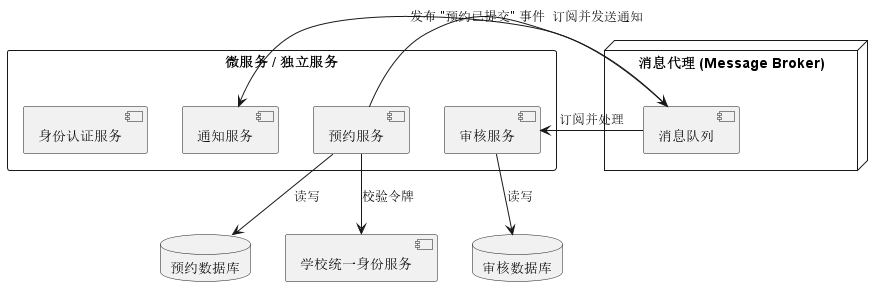 发布 "预约已提交" 事件
订阅并发送通知
微服务 / 独立服务
消息代理 (Message Broker)
身份认证服务
通知服务
预约服务
审核服务
订阅并处理
消息队列
读写
校验令牌
读写
预约数据库
学校统一身份服务
审核数据库